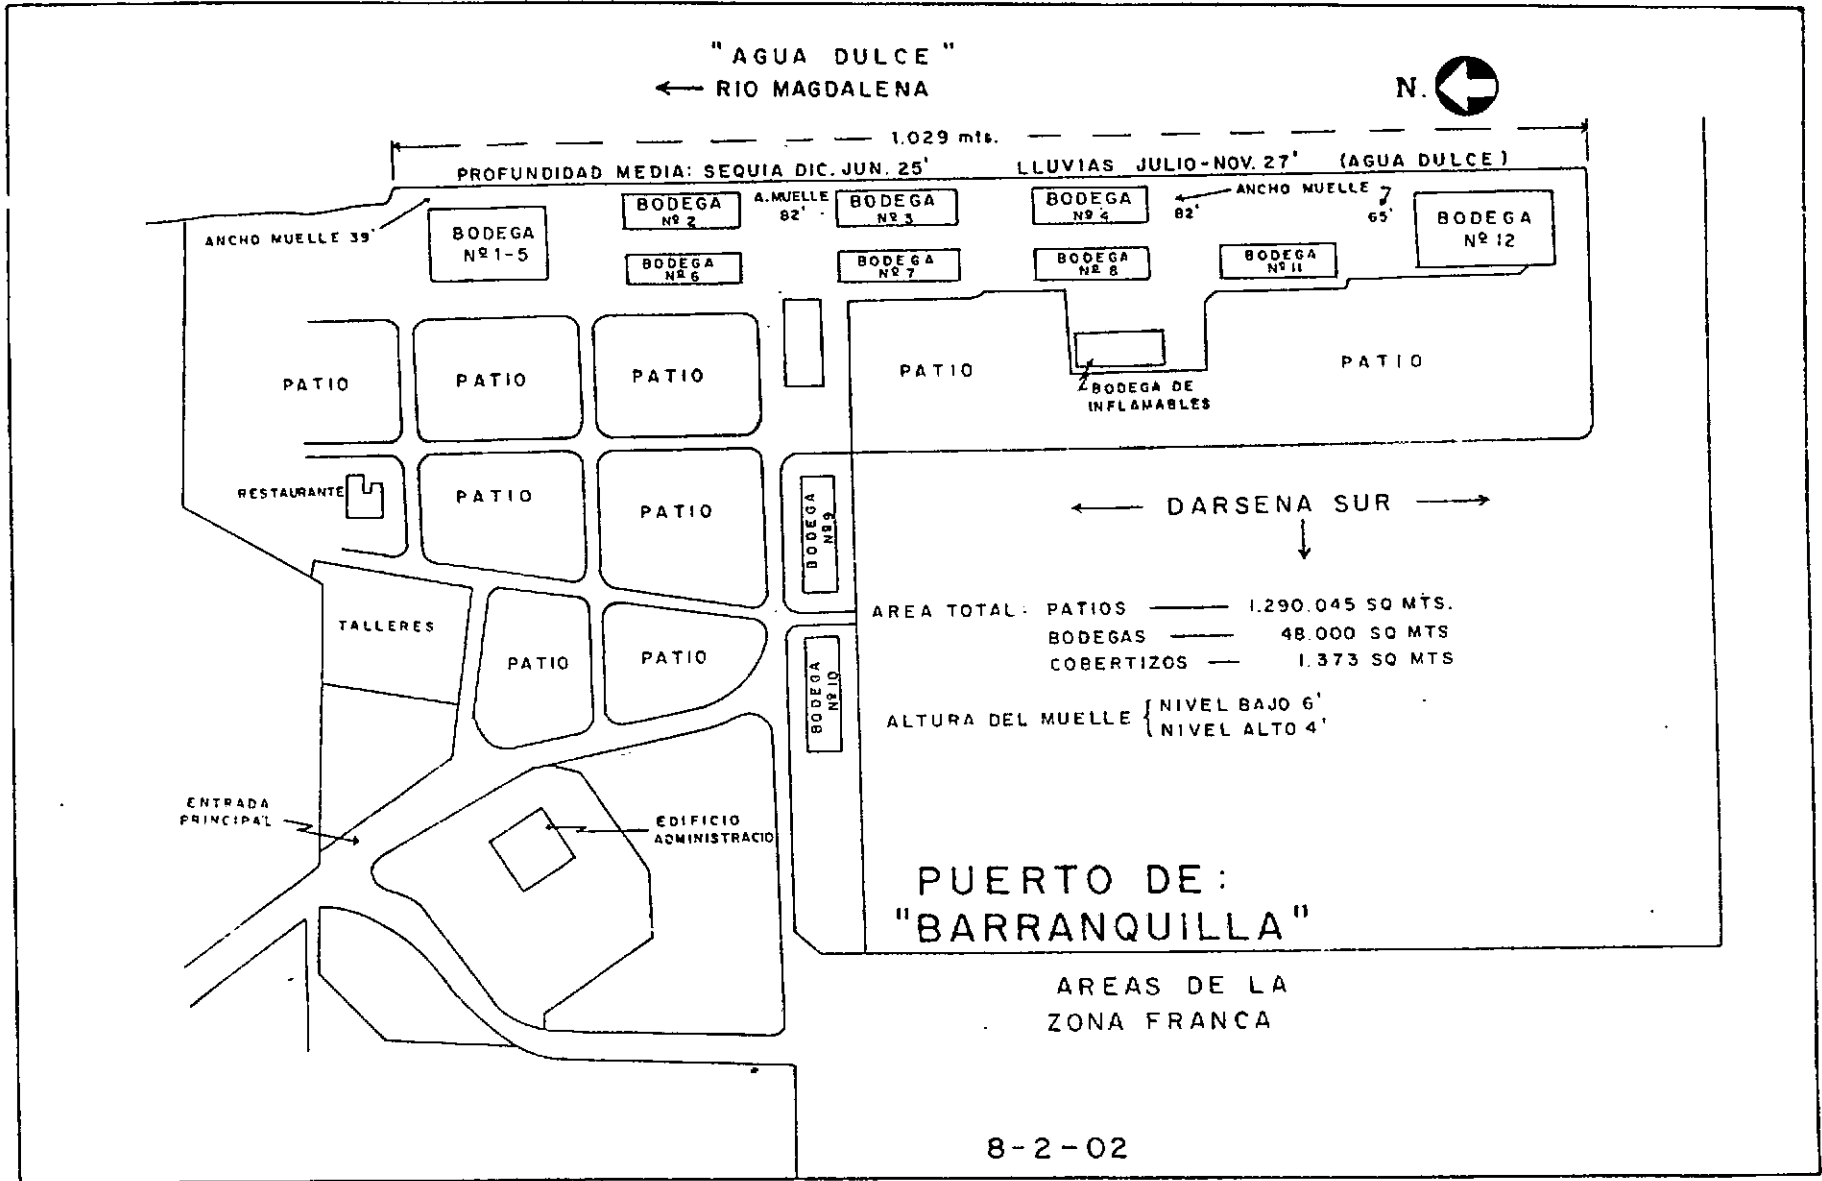 "AGUA DULCE"
← RIO MAGDALENA
N.
1.029 mts.
PROFUNDIDAD MEDIA: SEQUIA DIC. JUN. 25' LLUVIAS JULIO-NOV. 27' (AGUA DULCE)
ANCHO MUELLE 39'
BODEGA
Nº 1-5
BODEGA
Nº 2
A. MUELLE
82'
BODEGA
Nº 3
BODEGA
Nº 4
82'
ANCHO MUELLE
65'
BODEGA
Nº 12
BODEGA
Nº 6
BODEGA
Nº 7
BODEGA
Nº 8
BODEGA
Nº 11
PATIO
PATIO
PATIO
PATIO
BODEGA DE
INFLAMABLES
PATIO
RESTAURANTE
PATIO
PATIO
BODEGA
Nº 9
← DARSENA SUR →
TALLERES
PATIO
PATIO
BODEGA
Nº 10
AREA TOTAL: PATIOS — 1.290.045 SQ MTS.
BODEGAS — 48.000 SQ MTS
COBERTIZOS — 1.373 SQ MTS
ALTURA DEL MUELLE { NIVEL BAJO 6'
NIVEL ALTO 4'
ENTRADA
PRINCIPAL
EDIFICIO
ADMINISTRACIO
PUERTO DE:
"BARRANQUILLA"
AREAS DE LA
ZONA FRANCA
8-2-02